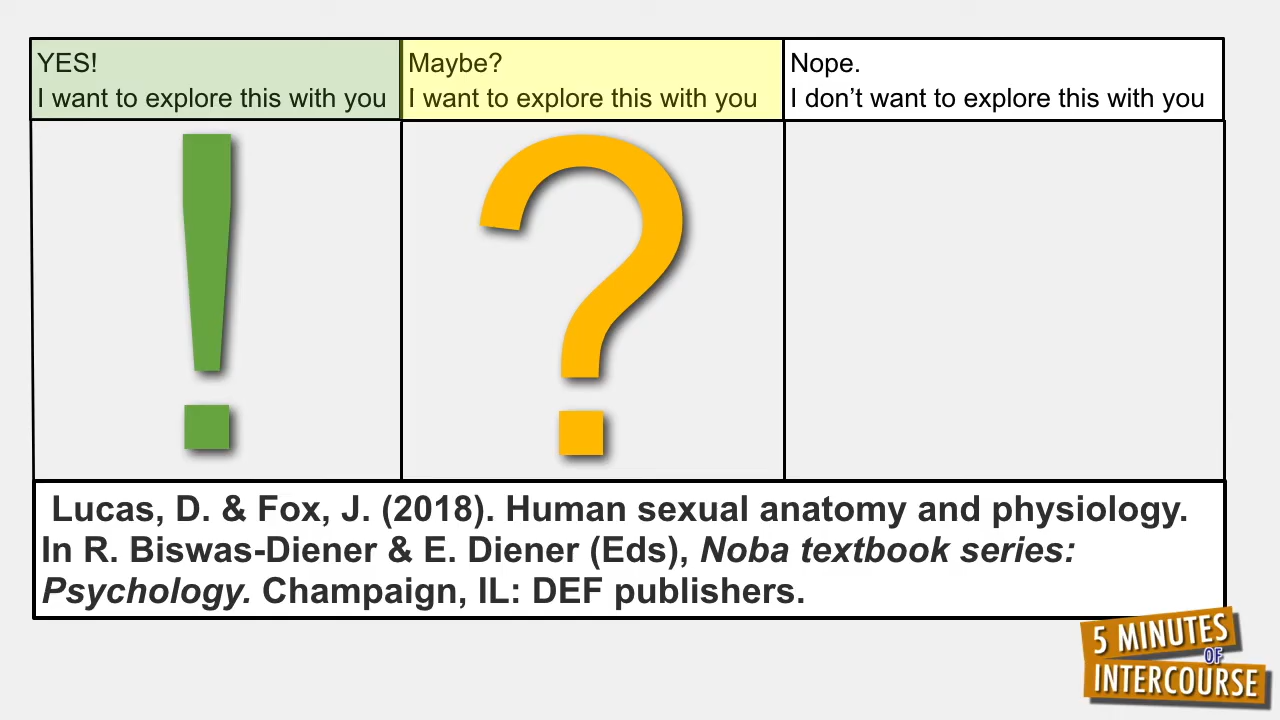 YES!
I want to explore this with you
Maybe?
I want to explore this with you
Nope.
I don’t want to explore this with you
!
?
Lucas, D. & Fox, J. (2018). Human sexual anatomy and physiology.
In R. Biswas-Diener & E. Diener (Eds), Noba textbook series:
Psychology. Champaign, IL: DEF publishers.
5 MINUTES
OF
INTERCOURSE